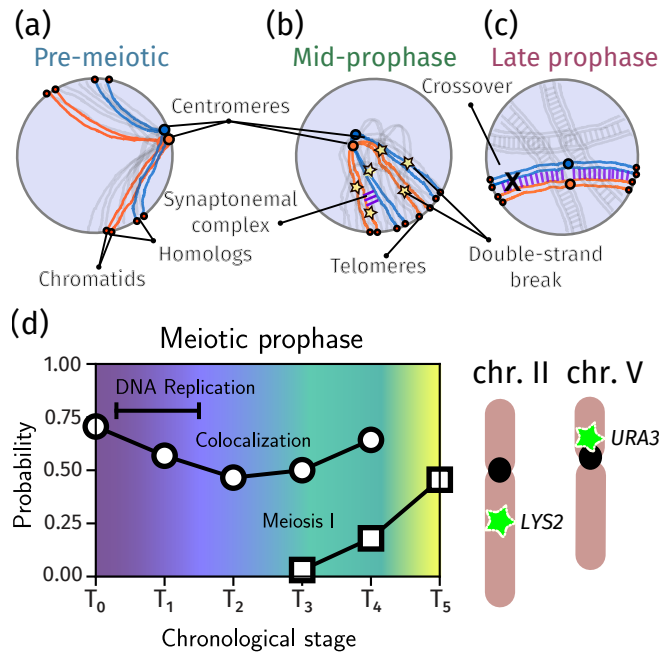 (a)
Pre-meiotic
(b)
Mid-prophase
(c)
Late prophase
Crossover
Centromeres
Synaptonemal
complex
Homologs
Chromatids
Telomeres
Double-strand
break
(d)
Meiotic prophase
1.00
0.75
0.50
0.25
0.00
Probability
DNA Replication
Colocalization
Meiosis I
T0
T1
T2
T3
T4
T5
Chronological stage
chr. II
chr. V
URA3
LYS2